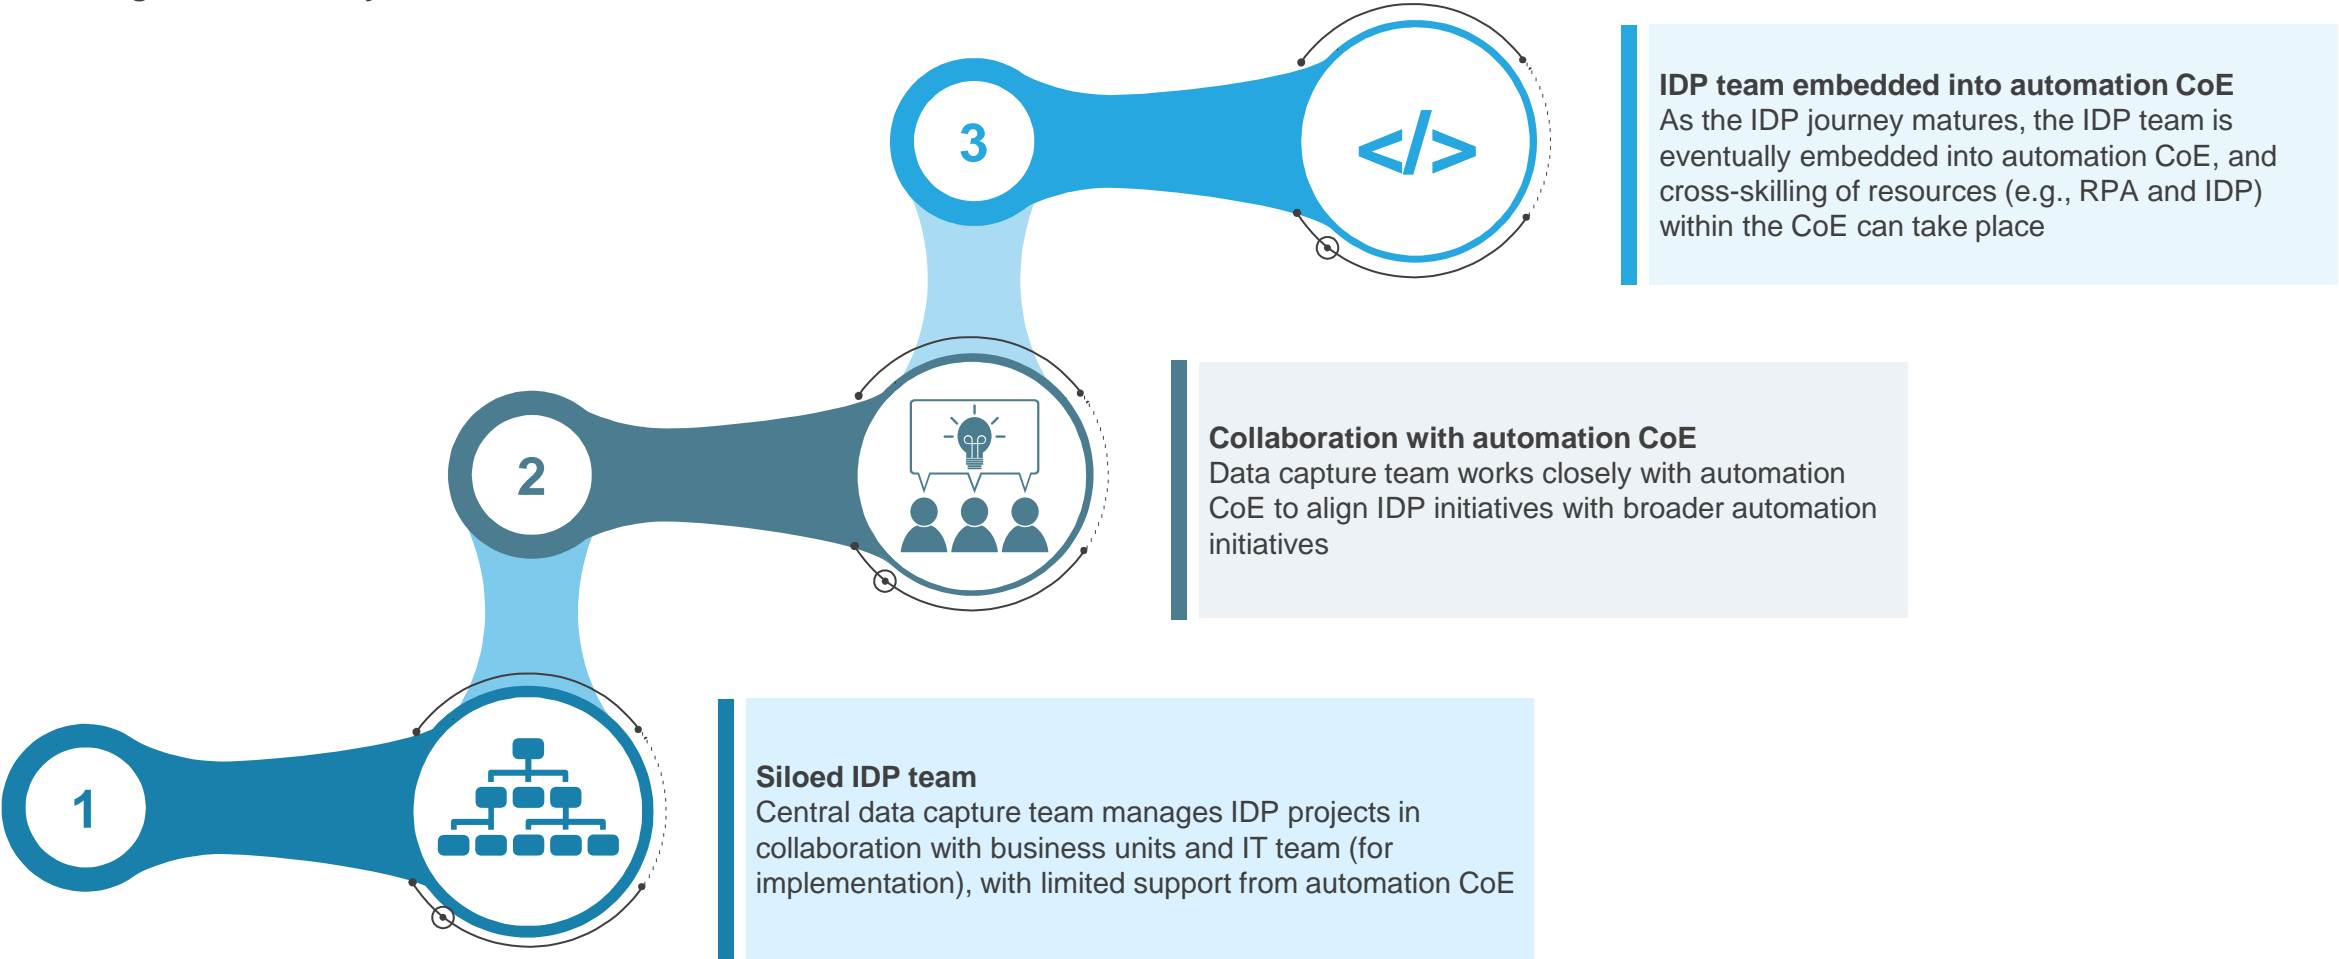 3
</>
IDP team embedded into automation CoE
As the IDP journey matures, the IDP team is
eventually embedded into automation CoE, and
cross-skilling of resources (e.g., RPA and IDP)
within the CoE can take place
2
Collaboration with automation CoE
Data capture team works closely with automation
CoE to align IDP initiatives with broader automation
initiatives
1
Siloed IDP team
Central data capture team manages IDP projects in
collaboration with business units and IT team (for
implementation), with limited support from automation CoE